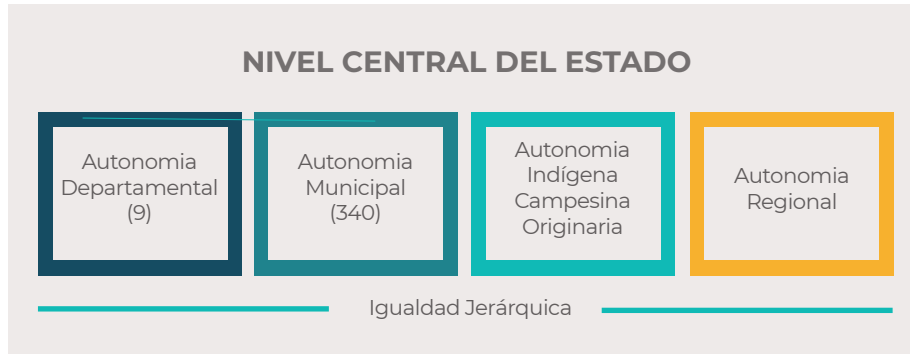 NIVEL CENTRAL DEL ESTADO
Autonomia
Departamental
(9)
Autonomia
Municipal
(340)
Autonomia
Indígena
Campesina
Originaria
Autonomia
Regional
Igualdad Jerárquica